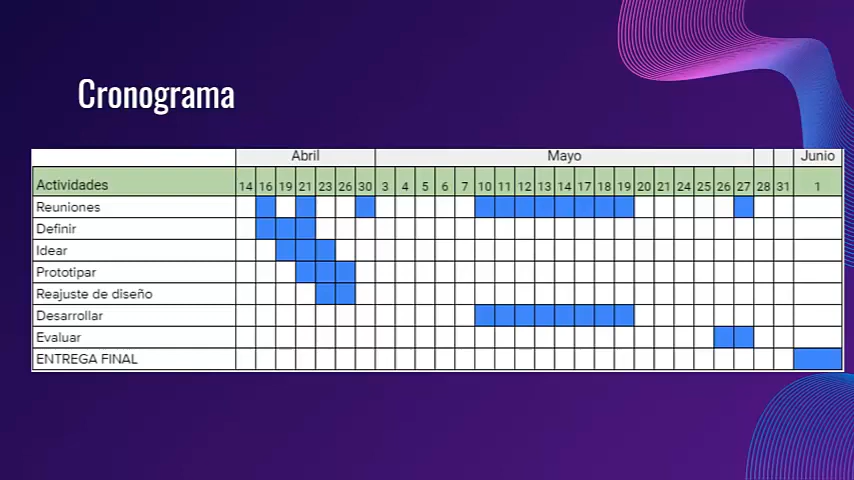 Cronograma
Abril Mayo Junio
Actividades 14 16 19 21 23 26 30 3 4 5 6 7 10 11 12 13 14 17 18 19 20 21 24 25 26 27 28 31 1
Reuniones
Definir
Idear
Prototipar
Reajuste de diseño
Desarrollar
Evaluar
ENTREGA FINAL